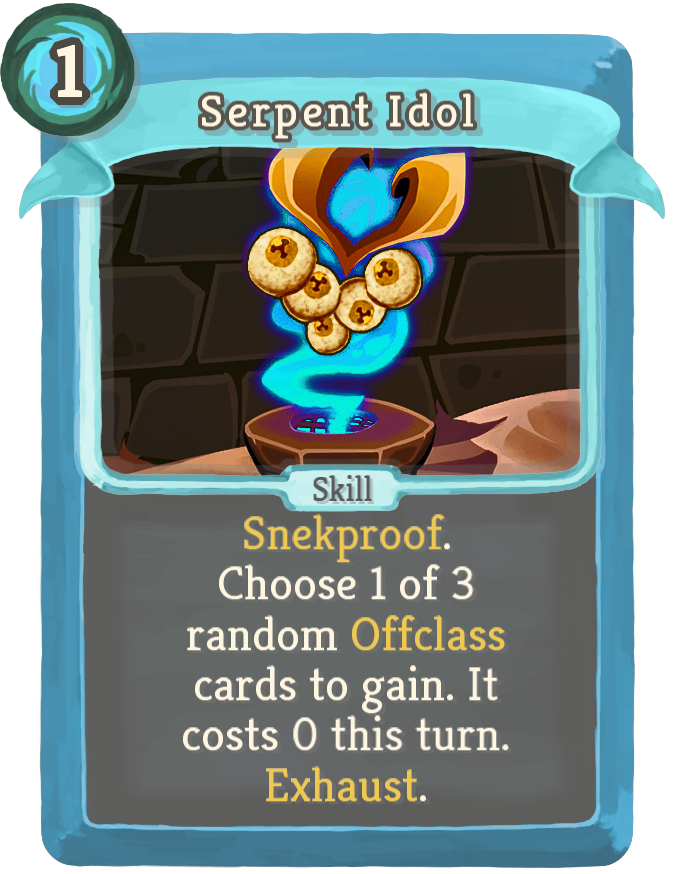 1
Serpent Idol
Skill
Snekproof.
Choose 1 of 3
random Offclass
cards to gain. It
costs 0 this turn.
Exhaust.